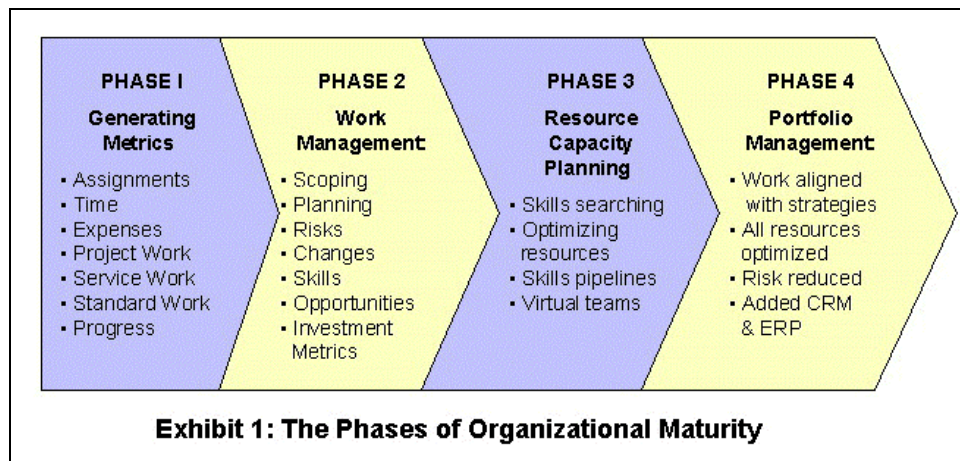 PHASE I
Generating
Metrics
▪ Assignments
▪ Time
▪ Expenses
▪ Project Work
▪ Service Work
▪ Standard Work
▪ Progress
PHASE 2
Work
Management:
▪ Scoping
▪ Planning
▪ Risks
▪ Changes
▪ Skills
▪ Opportunities
▪ Investment
Metrics
PHASE 3
Resource
Capacity
Planning
▪ Skills searching
▪ Optimizing
resources
▪ Skills pipelines
▪ Virtual teams
PHASE 4
Portfolio
Management:
▪ Work aligned
with strategies
▪ All resources
optimized
▪ Risk reduced
▪ Added CRM
& ERP
Exhibit 1: The Phases of Organizational Maturity